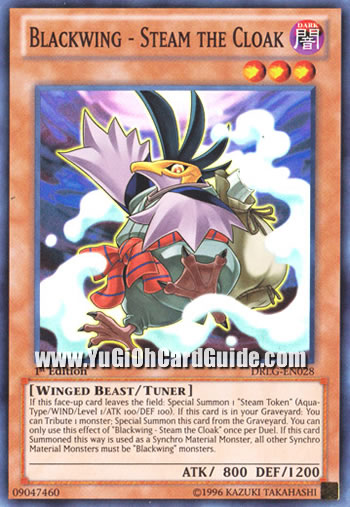 BLACKWING - STEAM THE CLOAK
DARK
闇
www.YuGiOhCardGuide.com
1st Edition
DRLG-EN028
[WINGED BEAST/TUNER]
If this face-up card leaves the field: Special Summon 1 "Steam Token" (Aqua-
Type/WIND/Level 1/ATK 100/DEF 100). If this card is in your Graveyard: You
can Tribute 1 monster; Special Summon this card from the Graveyard. You can
only use this effect of "Blackwing - Steam the Cloak" once per Duel. If this card
Summoned this way is used as a Synchro Material Monster, all other Synchro
Material Monsters must be "Blackwing" monsters.
ATK/ 800 DEF/1200
09047460
©1996 KAZUKI TAKAHASHI